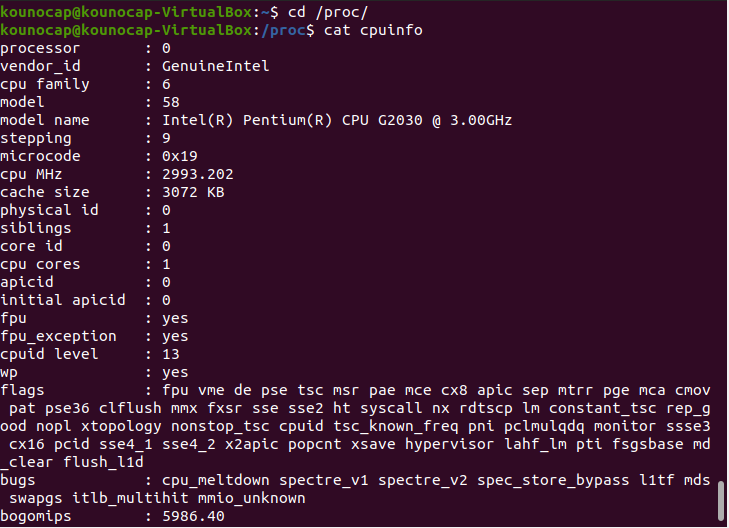 kounocap@kounocap-VirtualBox:~$ cd /proc/
kounocap@kounocap-VirtualBox:/proc$ cat cpuinfo
processor : 0
vendor_id : GenuineIntel
cpu family : 6
model : 58
model name : Intel(R) Pentium(R) CPU G2030 @ 3.00GHz
stepping : 9
microcode : 0x19
cpu MHz : 2993.202
cache size : 3072 KB
physical id : 0
siblings : 1
core id : 0
cpu cores : 1
apicid : 0
initial apicid : 0
fpu : yes
fpu_exception : yes
cpuid level : 13
wp : yes
flags : fpu vme de pse tsc msr pae mce cx8 apic sep mtrr pge mca cmov
pat pse36 clflush mmx fxsr sse sse2 ht syscall nx rdtscp lm constant_tsc rep_g
ood nopl xtopology nonstop_tsc cpuid tsc_known_freq pni pclmulqdq monitor ssse3
cx16 pcid sse4_1 sse4_2 x2apic popcnt xsave hypervisor lahf_lm pti fsgsbase md
_clear flush_l1d
bugs : cpu_meltdown spectre_v1 spectre_v2 spec_store_bypass l1tf mds
swapgs itlb_multihit mmio_unknown
bogomips : 5986.40